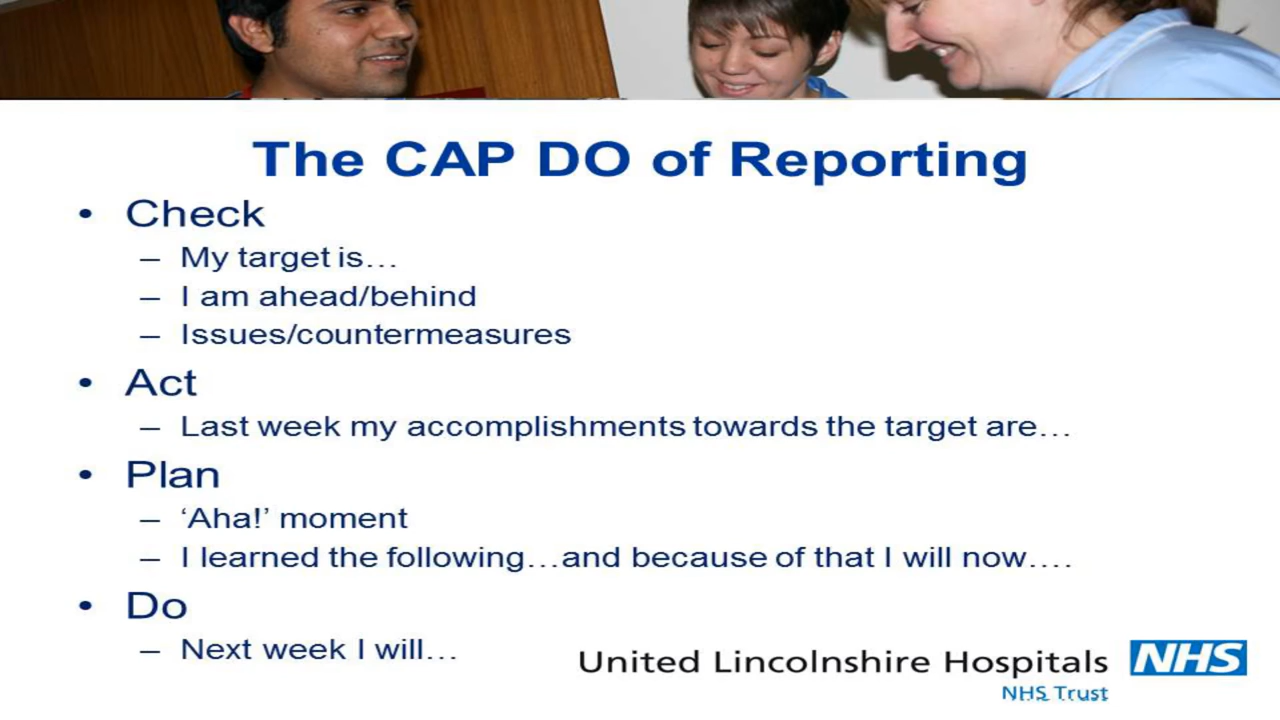 The CAP DO of Reporting
• Check
– My target is…
– I am ahead/behind
– Issues/countermeasures
• Act
– Last week my accomplishments towards the target are…
• Plan
– ‘Aha!’ moment
– I learned the following…and because of that I will now….
• Do
– Next week I will…
United Lincolnshire Hospitals NHS
NHS Trust